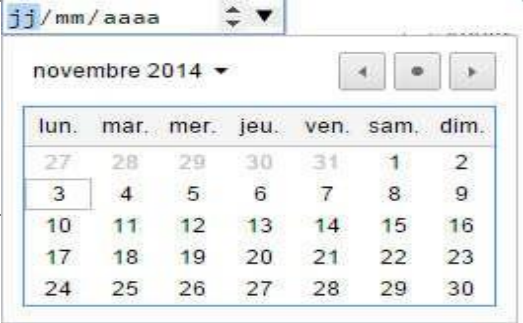 jj/mm/aaaa
novembre 2014
lun. mar. mer. jeu. ven. sam. dim.
27 28 29 30 31 1 2
3 4 5 6 7 8 9
10 11 12 13 14 15 16
17 18 19 20 21 22 23
24 25 26 27 28 29 30